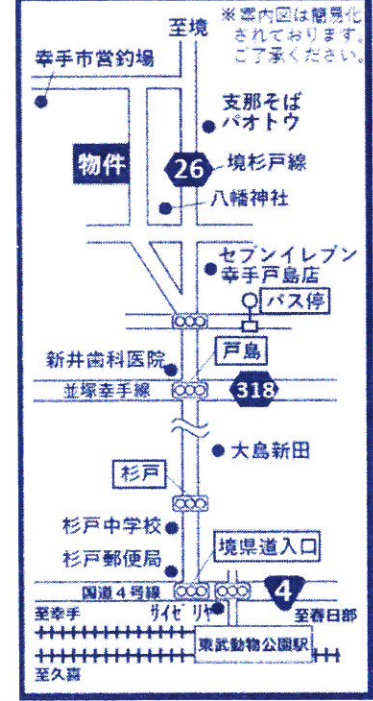 ※案内図は簡易化
されております。
ご了承ください。
至境
幸手市営釣場
支那そば
パオトウ
物件
26
境杉戸線
八幡神社
セブンイレブン
幸手戸島店
バス停
新井歯科医院
戸島
並塚幸手線
318
大島新田
杉戸
杉戸中学校
杉戸郵便局
境県道入口
国道4号線
4
至幸手
サイゼリヤ
至春日部
東武動物公園駅
至久喜